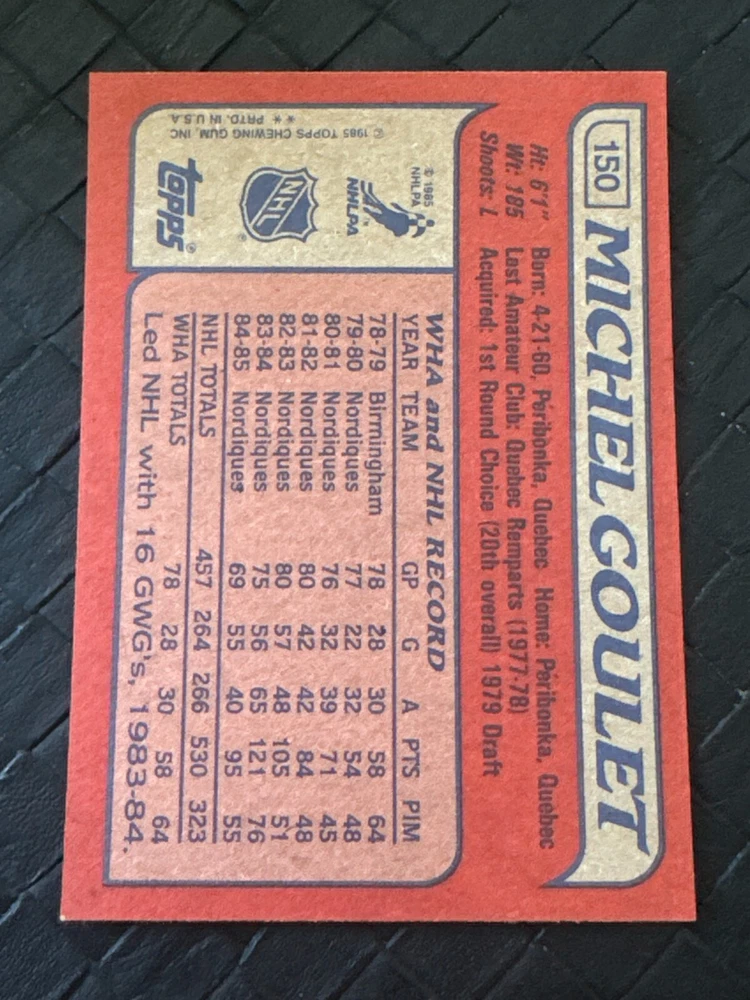 150 MICHEL GOULET
Ht: 6'1" Born: 4-21-60, Péribonka, Quebec Home: Péribonka, Quebec
Wt: 185 Last Amateur Club: Quebec Remparts (1977-78)
Shoots: L Acquired: 1st Round Choice (20th overall) 1979 Draft
© 1985
NHLPA
NHLPA
NHL
®
topps®
© 1985 TOPPS CHEWING GUM, INC
** PRTD. IN U.S.A
WHA and NHL RECORD
YEAR TEAM GP G A PTS PIM
78-79 Birmingham 78 28 30 58 64
79-80 Nordiques 77 22 32 54 48
80-81 Nordiques 76 32 39 71 45
81-82 Nordiques 80 42 42 84 48
82-83 Nordiques 80 57 48 105 51
83-84 Nordiques 75 56 65 121 76
84-85 Nordiques 69 55 40 95 55
NHL TOTALS 457 264 266 530 323
WHA TOTALS 78 28 30 58 64
Led NHL with 16 GWG's, 1983-84.